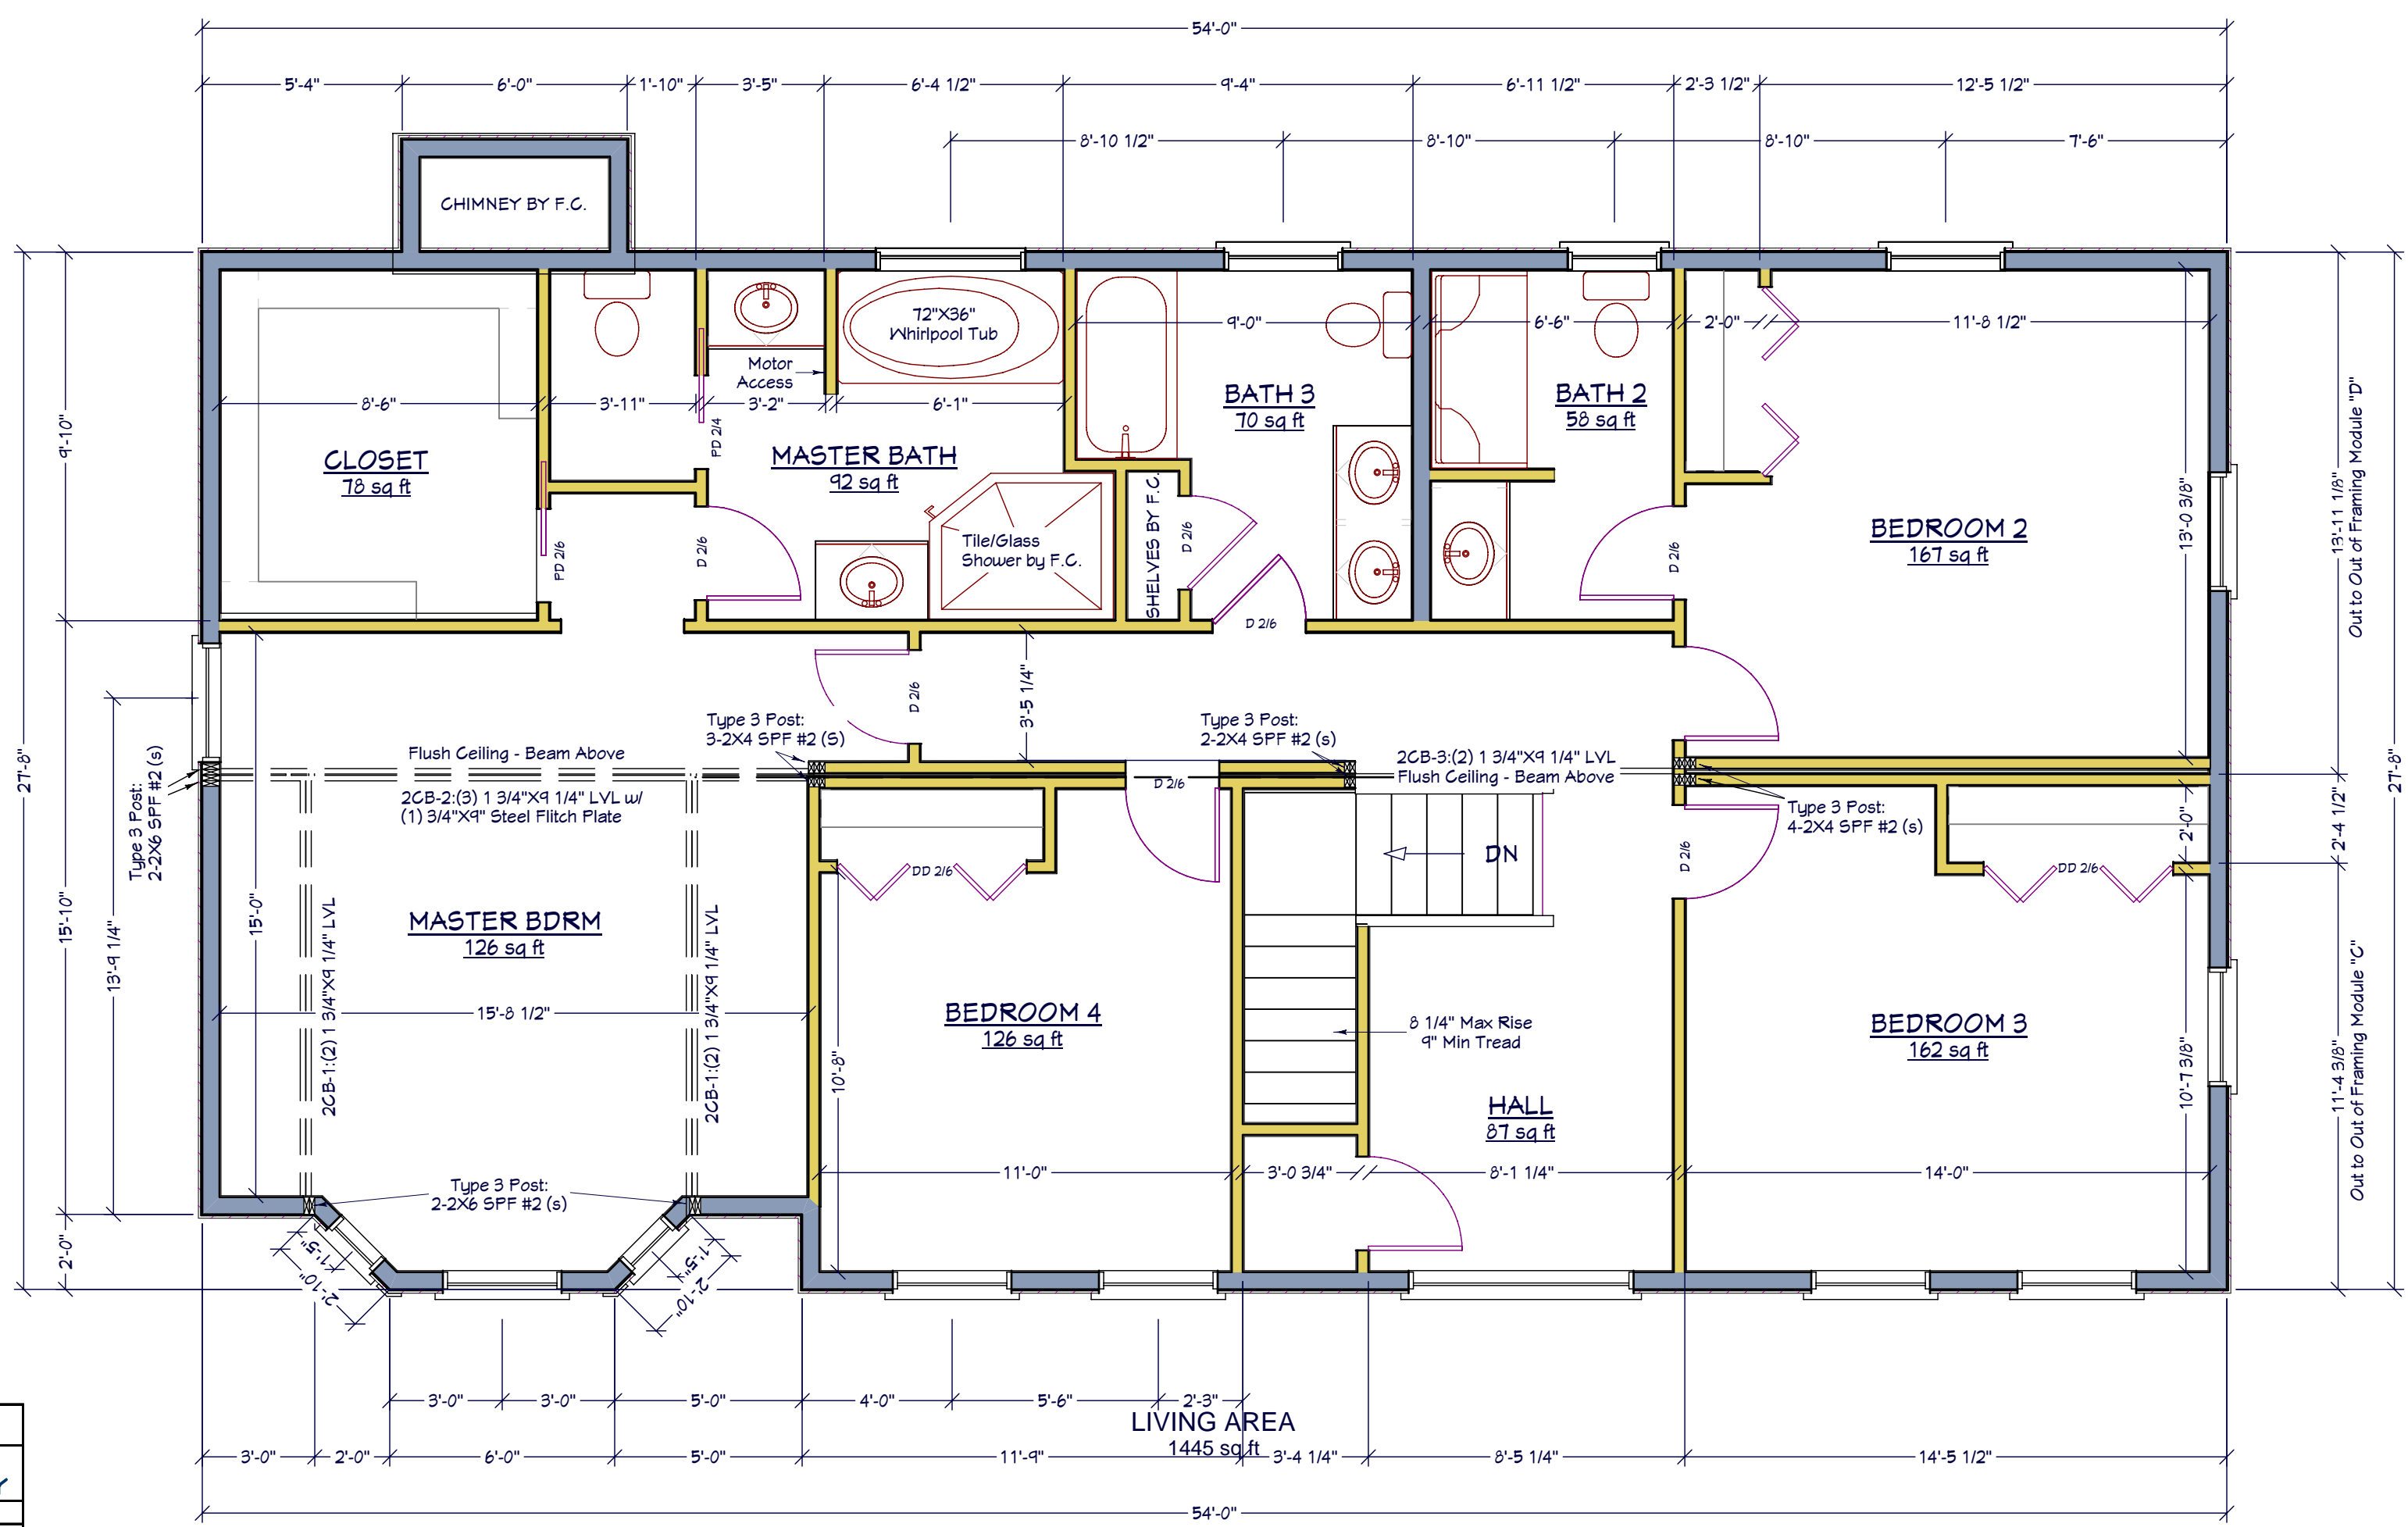 54'-0"
5'-4" 6'-0" 1'-10" 3'-5" 6'-4 1/2" 9'-4" 6'-11 1/2" 2'-3 1/2" 12'-5 1/2"
8'-10 1/2" 8'-10" 8'-10" 7'-6"
CHIMNEY BY F.C.
72"X36"
Whirlpool Tub
9'-0" 6'-6" 2'-0" 11'-8 1/2"
Motor
Access
8'-6" 3'-11" 3'-2" 6'-1"
PD 2/4
BATH 3
70 sq ft
BATH 2
58 sq ft
CLOSET
78 sq ft
MASTER BATH
92 sq ft
9'-10"
13'-0 3/8"
13'-11 1/8"
Out to Out of Framing Module "D"
BEDROOM 2
167 sq ft
PD 2/6
D 2/6
Tile/Glass
Shower by F.C.
SHELVES BY F.C.
D 2/6
D 2/6
D 2/6
D 2/6
3'-5 1/4"
27'-8"
27'-8"
Type 3 Post:
2-2X6 SPF #2 (s)
Flush Ceiling - Beam Above
2CB-2:(3) 1 3/4"X9 1/4" LVL w/
(1) 3/4"X9" Steel Flitch Plate
Type 3 Post:
3-2X4 SPF #2 (S)
Type 3 Post:
2-2X4 SPF #2 (s)
2CB-3:(2) 1 3/4"X9 1/4" LVL
Flush Ceiling - Beam Above
D 2/6
Type 3 Post:
4-2X4 SPF #2 (s)
2'-0"
2'-4 1/2"
DN
D 2/6
DD 2/6
DD 2/6
15'-10"
13'-9 1/4"
15'-0"
MASTER BDRM
126 sq ft
2CB-1:(2) 1 3/4"X9 1/4" LVL
2CB-1:(2) 1 3/4"X9 1/4" LVL
15'-8 1/2"
10'-8"
BEDROOM 4
126 sq ft
8 1/4" Max Rise
9" Min Tread
BEDROOM 3
162 sq ft
10'-7 3/8"
11'-4 3/8"
Out to Out of Framing Module "C"
HALL
87 sq ft
11'-0" 3'-0 3/4" 8'-1 1/4" 14'-0"
Type 3 Post:
2-2X6 SPF #2 (s)
2'-0"
1'-5"
2'-10"
1'-5"
2'-10"
3'-0" 3'-0" 5'-0" 4'-0" 5'-6" 2'-3"
LIVING AREA
1445 sq ft
3'-0" 2'-0" 6'-0" 5'-0" 11'-9" 3'-4 1/4" 8'-5 1/4" 14'-5 1/2"
54'-0"